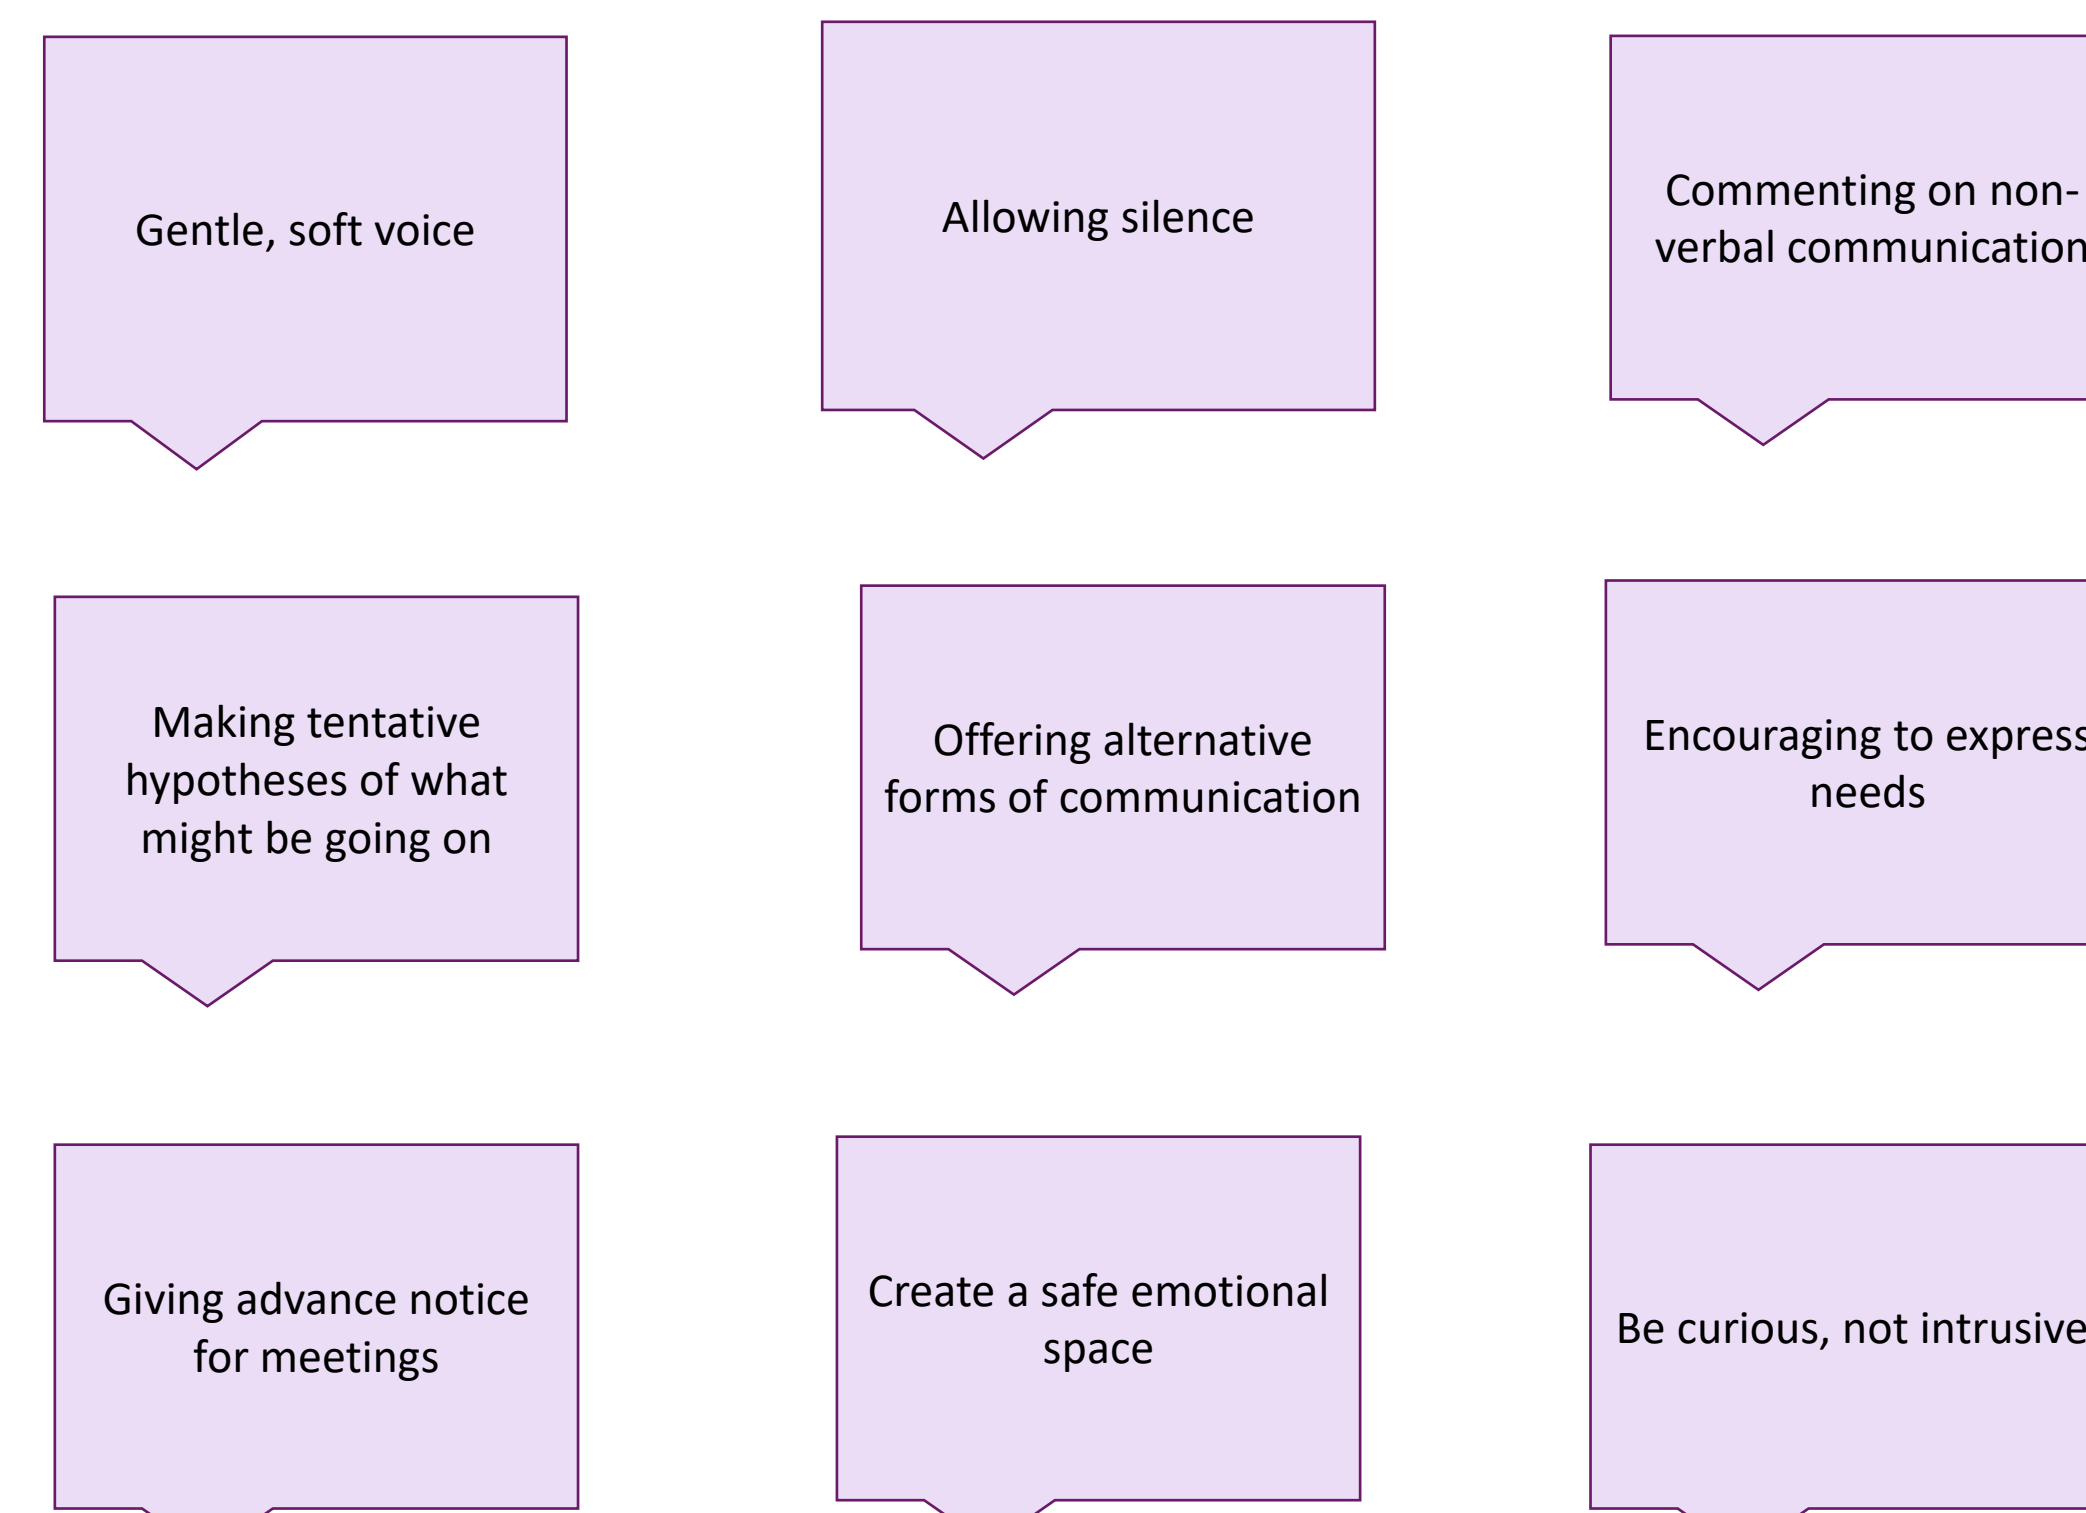 Gentle, soft voice
Allowing silence
Commenting on non-
verbal communication
Making tentative
hypotheses of what
might be going on
Offering alternative
forms of communication
Encouraging to express
needs
Giving advance notice
for meetings
Create a safe emotional
space
Be curious, not intrusive